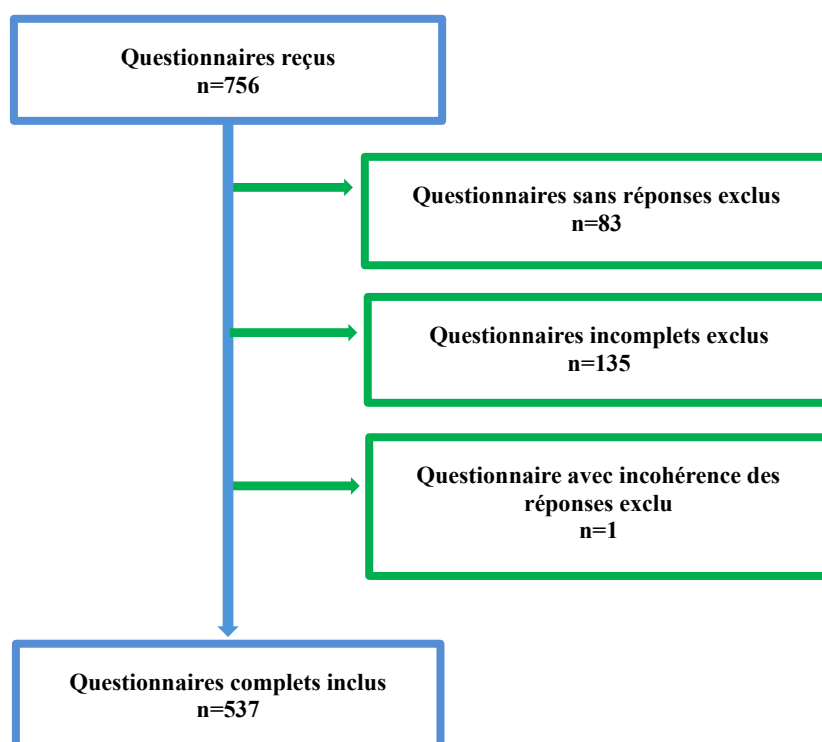 Questionnaires reçus
n=756
Questionnaires sans réponses exclus
n=83
Questionnaires incomplets exclus
n=135
Questionnaire avec incohérence des
réponses exclu
n=1
Questionnaires complets inclus
n=537